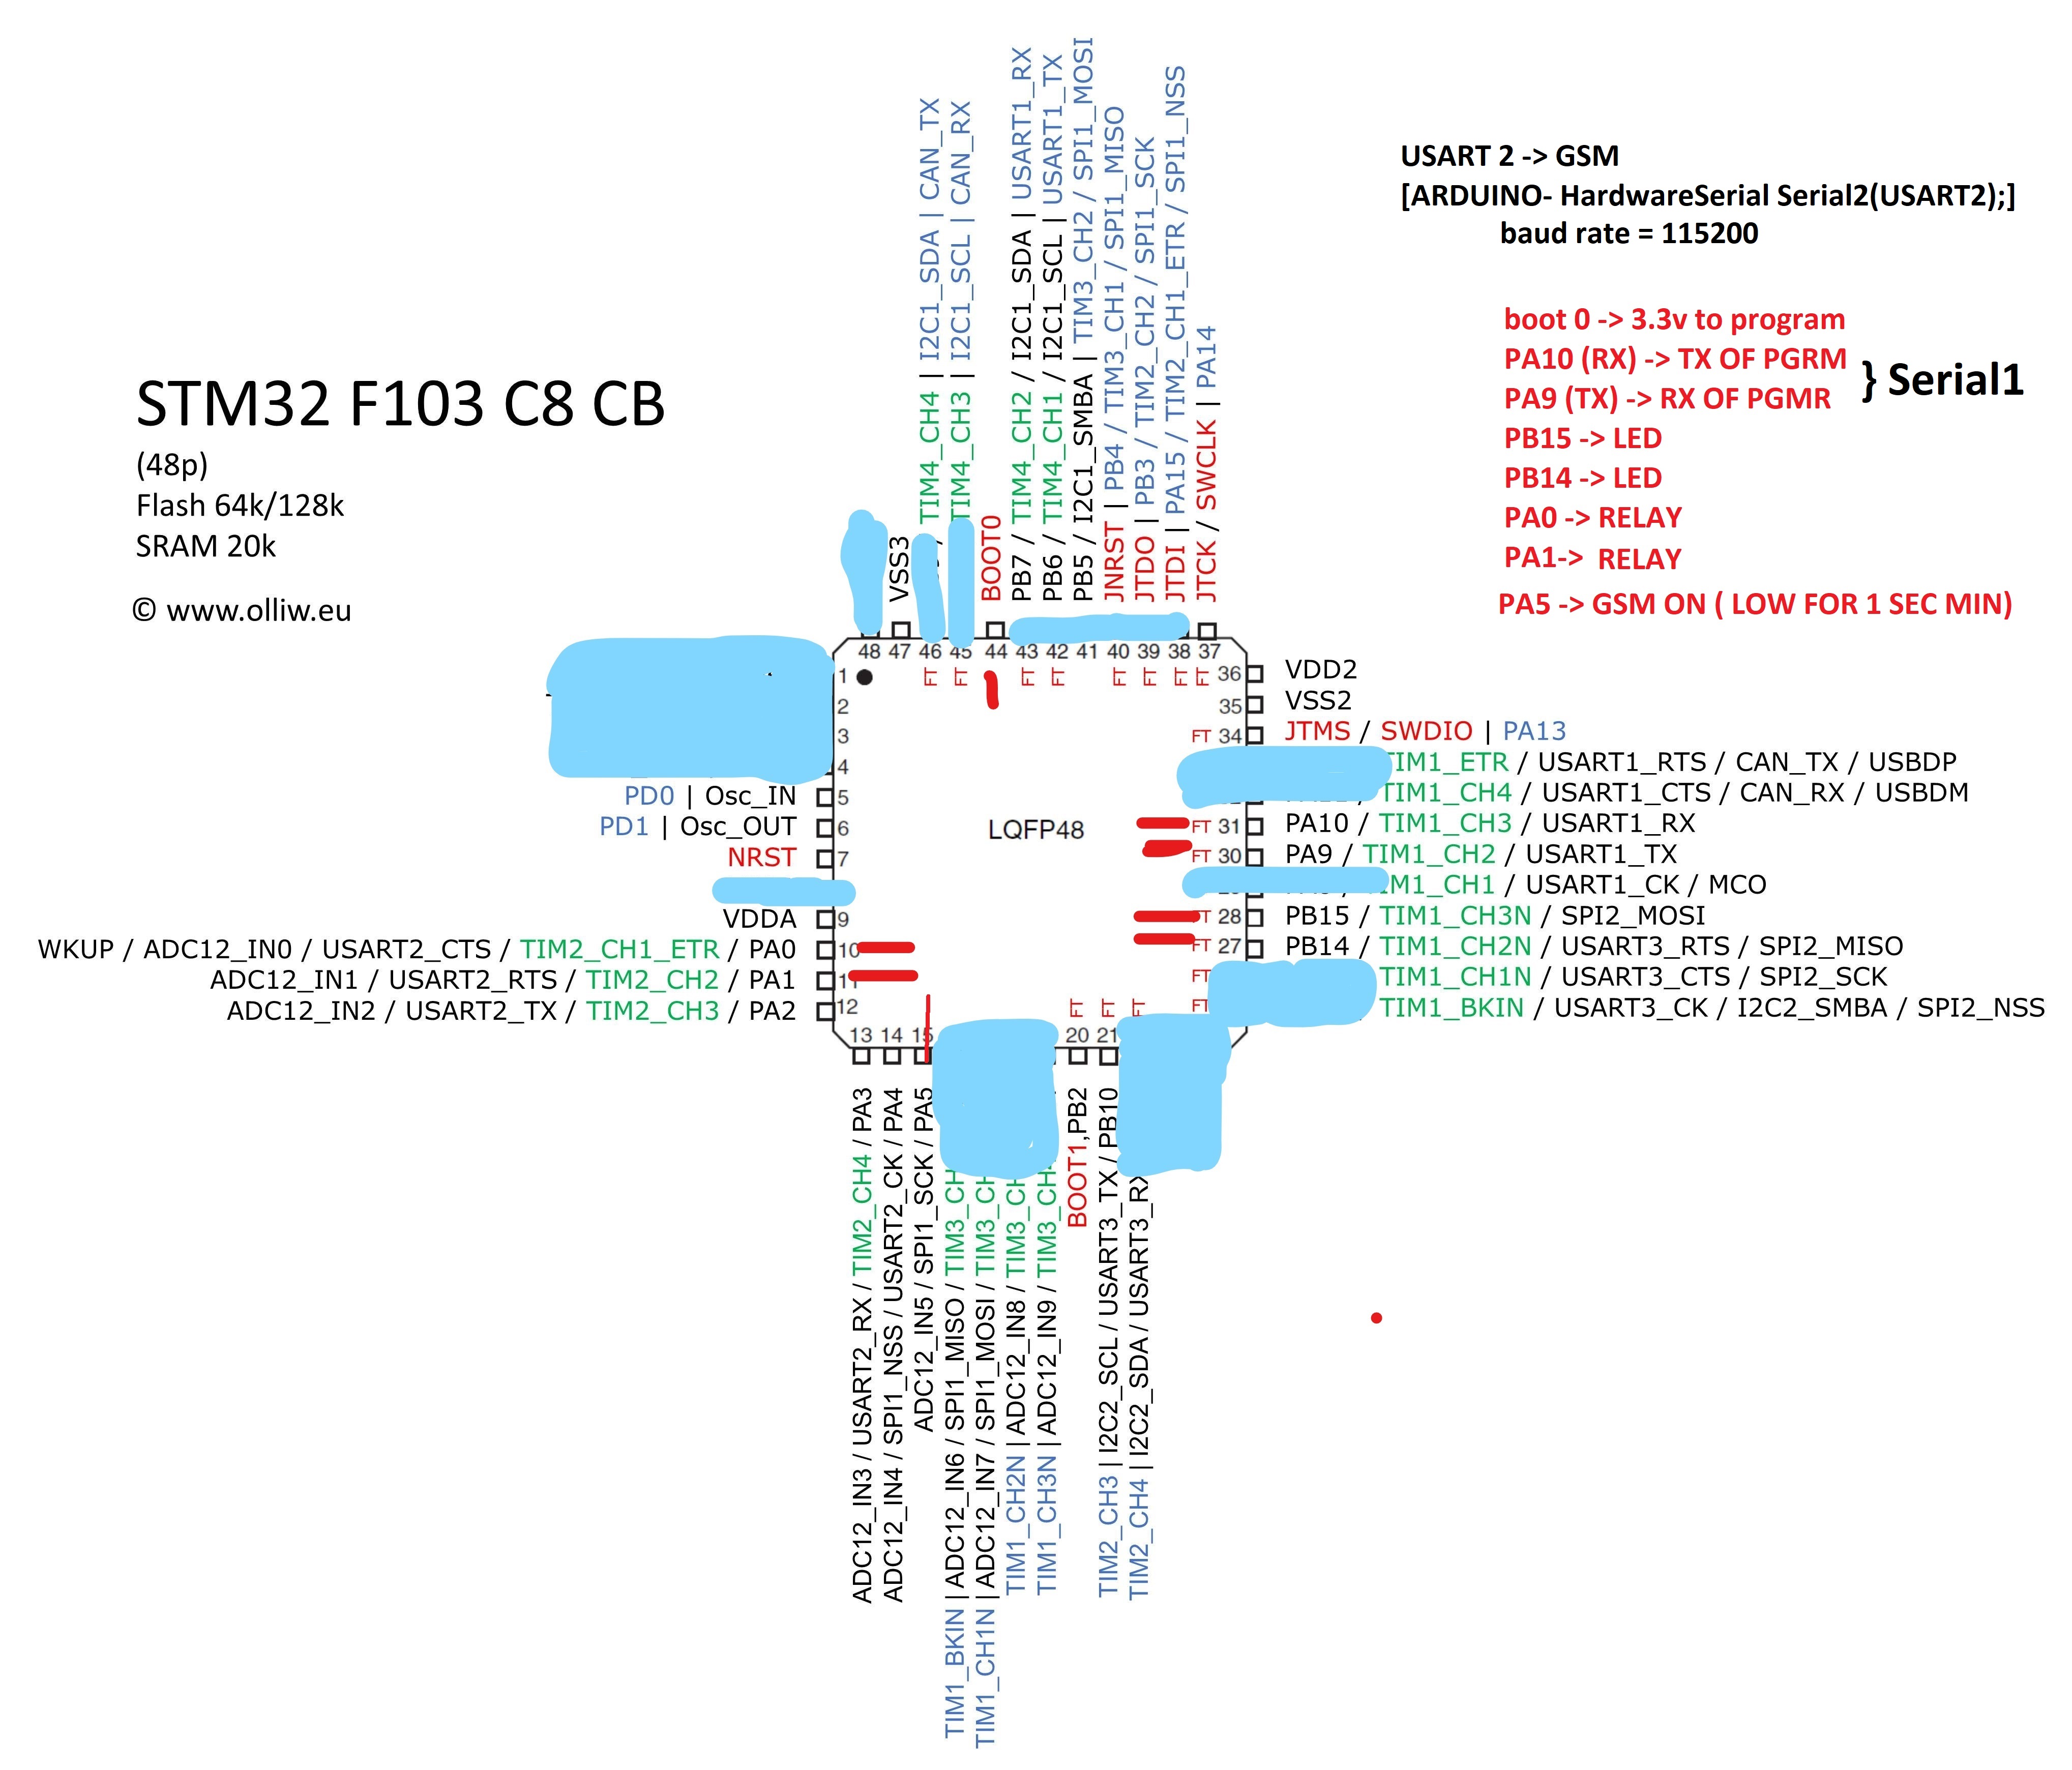 STM32 F103 C8 CB
(48p)
Flash 64k/128k
SRAM 20k
© www.olliw.eu
USART 2 -> GSM
[ARDUINO- HardwareSerial Serial2(USART2);]
baud rate = 115200
boot 0 -> 3.3v to program
PA10 (RX) -> TX OF PGRM
PA9 (TX) -> RX OF PGMR
} Serial1
PB15 -> LED
PB14 -> LED
PA0 -> RELAY
PA1-> RELAY
PA5 -> GSM ON ( LOW FOR 1 SEC MIN)
VSS3
/ TIM4_CH4 | I2C1_SDA | CAN_TX
TIM4_CH3 | I2C1_SCL | CAN_RX
BOOT0
PB7 / TIM4_CH2 / I2C1_SDA | USART1_RX
PB6 / TIM4_CH1 / I2C1_SCL | USART1_TX
PB5 / I2C1_SMBA | TIM3_CH2 / SPI1_MOSI
JNRST | PB4 / TIM3_CH1 / SPI1_MISO
JTDO | PB3 / TIM2_CH2 / SPI1_SCK
JTDI | PA15 / TIM2_CH1_ETR / SPI1_NSS
JTCK / SWCLK | PA14
48 47 46 45 44 43 42 41 40 39 38 37
FT FT FT FT FT FT FT FT
1
2
3
4
PD0 | Osc_IN 5
PD1 | Osc_OUT 6
NRST 7
VDDA 9
WKUP / ADC12_IN0 / USART2_CTS / TIM2_CH1_ETR / PA0 10
ADC12_IN1 / USART2_RTS / TIM2_CH2 / PA1 11
ADC12_IN2 / USART2_TX / TIM2_CH3 / PA2 12
LQFP48
36 VDD2
35 VSS2
FT 34 JTMS / SWDIO | PA13
TIM1_ETR / USART1_RTS / CAN_TX / USBDP
TIM1_CH4 / USART1_CTS / CAN_RX / USBDM
FT 31 PA10 / TIM1_CH3 / USART1_RX
FT 30 PA9 / TIM1_CH2 / USART1_TX
TIM1_CH1 / USART1_CK / MCO
FT 28 PB15 / TIM1_CH3N / SPI2_MOSI
FT 27 PB14 / TIM1_CH2N / USART3_RTS / SPI2_MISO
FT TIM1_CH1N / USART3_CTS / SPI2_SCK
FT TIM1_BKIN / USART3_CK / I2C2_SMBA / SPI2_NSS
FT FT FT
13 14 15 20 21
ADC12_IN3 / USART2_RX / TIM2_CH4 / PA3
ADC12_IN4 / SPI1_NSS / USART2_CK / PA4
ADC12_IN5 / SPI1_SCK / PA5
TIM1_BKIN | ADC12_IN6 / SPI1_MISO / TIM3_CH
TIM1_CH1N | ADC12_IN7 / SPI1_MOSI / TIM3_CH
TIM1_CH2N | ADC12_IN8 / TIM3_CH
TIM1_CH3N | ADC12_IN9 / TIM3_CH
BOOT1,PB2
TIM2_CH3 | I2C2_SCL / USART3_TX / PB10
TIM2_CH4 | I2C2_SDA / USART3_RX